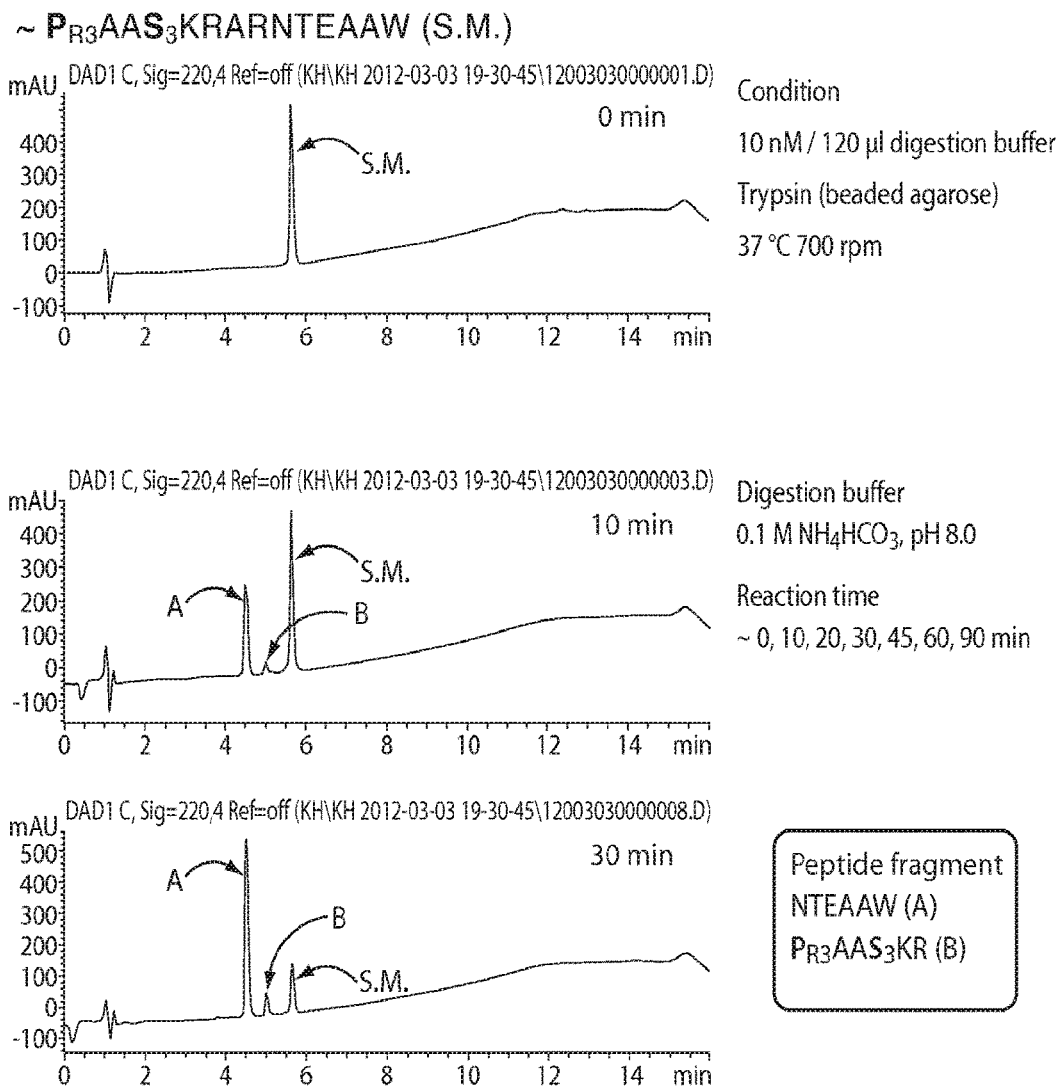 ~ PR3AAS3KRARNTEAAW (S.M.)
DAD1 C, Sig=220,4 Ref=off (KH\KH 2012-03-03 19-30-45\12003030000001.D)
mAU
0 min
S.M.
400
300
200
100
0
-100
0 2 4 6 8 10 12 14 min
Condition
10 nM / 120 µl digestion buffer
Trypsin (beaded agarose)
37 °C 700 rpm
DAD1 C, Sig=220,4 Ref=off (KH\KH 2012-03-03 19-30-45\12003030000003.D)
mAU
10 min
S.M.
A
B
400
300
200
100
0
-100
0 2 4 6 8 10 12 14 min
Digestion buffer
0.1 M NH4HCO3, pH 8.0
Reaction time
~ 0, 10, 20, 30, 45, 60, 90 min
DAD1 C, Sig=220,4 Ref=off (KH\KH 2012-03-03 19-30-45\12003030000008.D)
mAU
30 min
A
B
S.M.
500
400
300
200
100
0
-100
0 2 4 6 8 10 12 14 min
Peptide fragment
NTEAAW (A)
PR3AAS3KR (B)